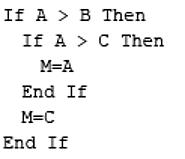 If A > B Then
If A > C Then
M=A
End If
M=C
End If